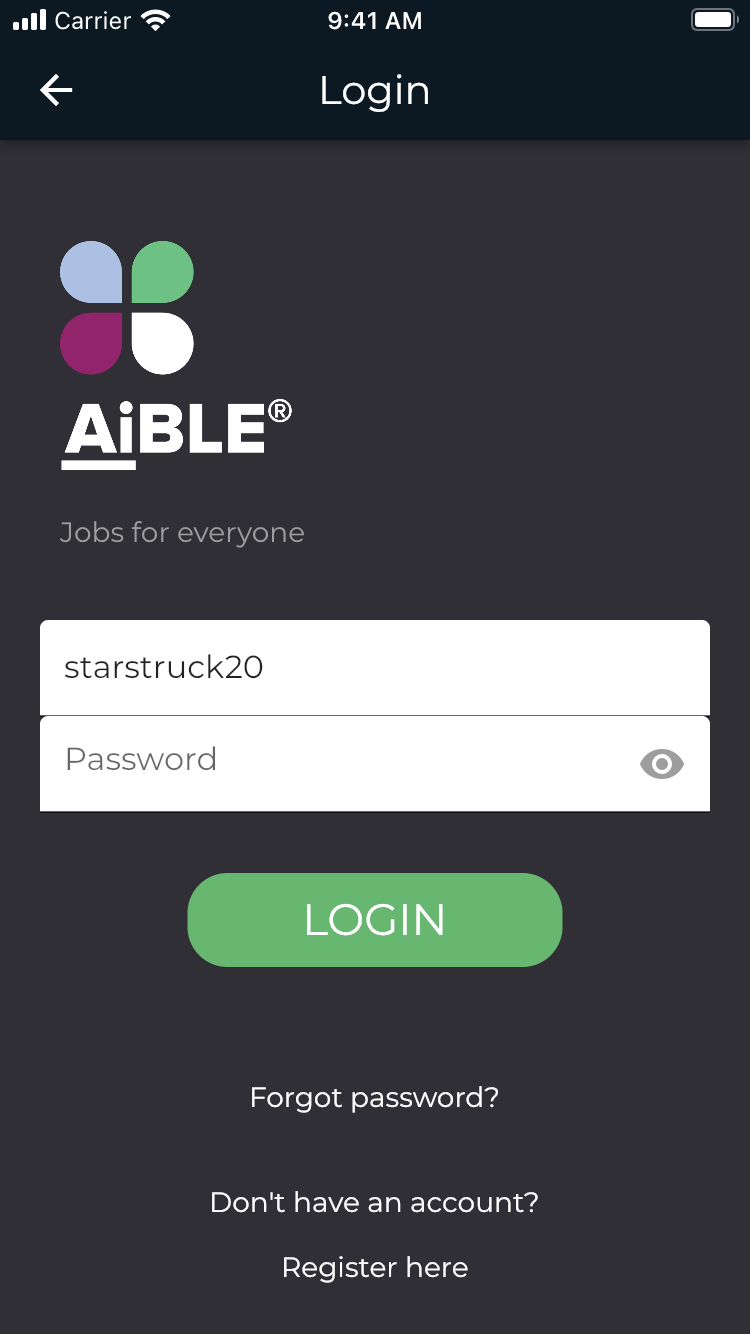 Carrier 9:41 AM
Login
AiBLE®
Jobs for everyone
starstruck20
Password
LOGIN
Forgot password?
Don't have an account?
Register here